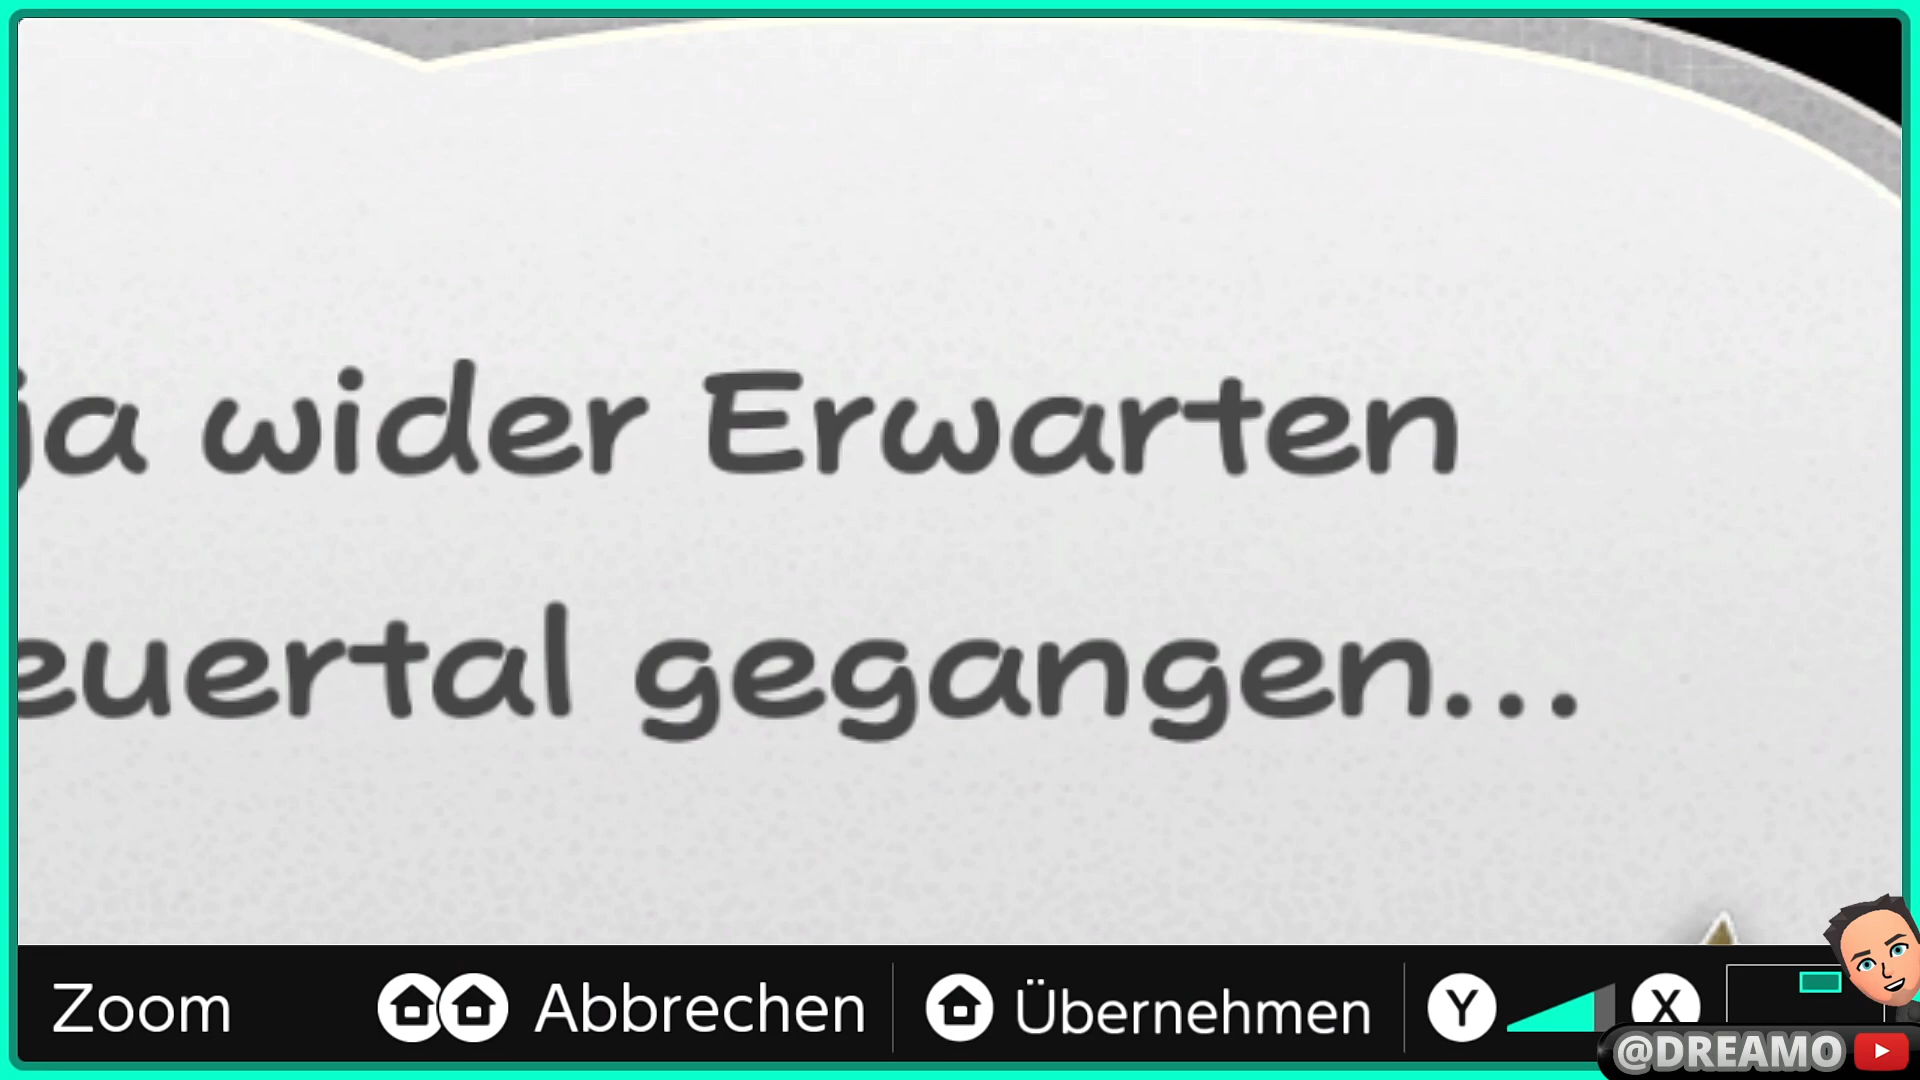 ja wider Erwarten
euertal gegangen...
Zoom Abbrechen Übernehmen Y X
@DREAMO